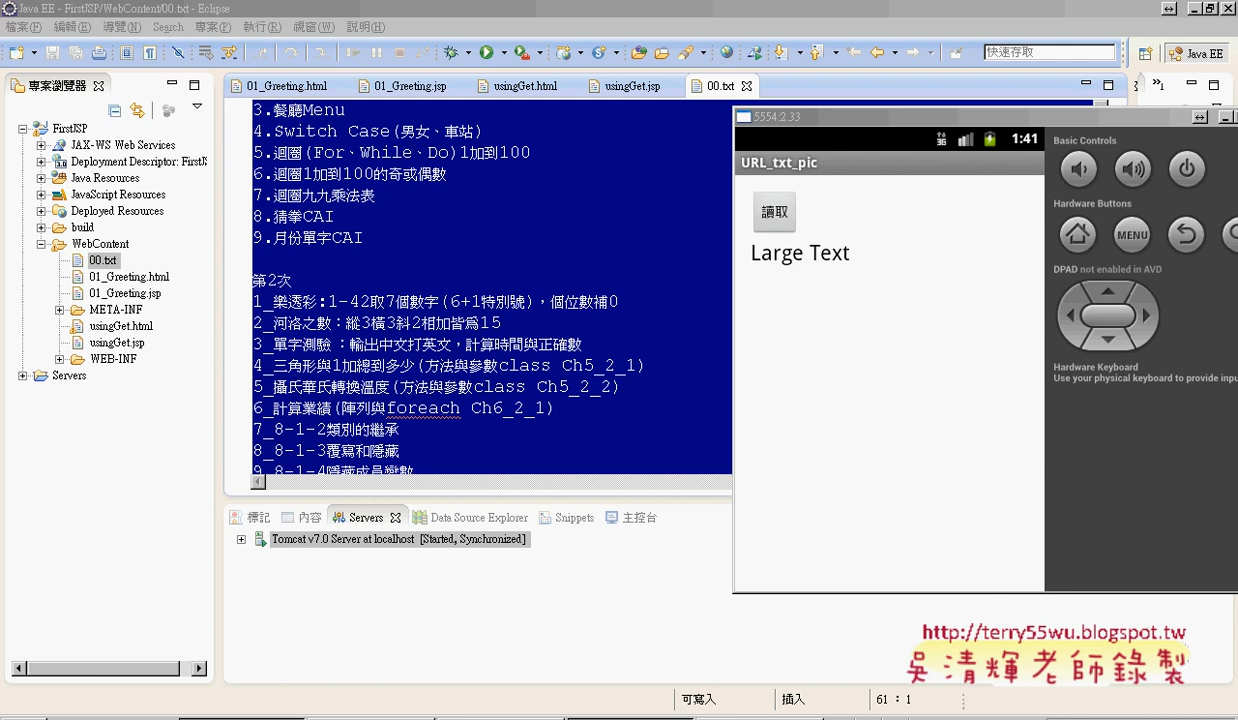 Java EE - FirstJSP/WebContent/00.txt - Eclipse
檔案(F) 編輯(E) 導覽(N) Search 專案(P) 執行(R) 視窗(W) 說明(H)
快速存取
Java EE
專案瀏覽器
FirstJSP
JAX-WS Web Services
Deployment Descriptor: FirstJS
Java Resources
JavaScript Resources
Deployed Resources
build
WebContent
00.txt
01_Greeting.html
01_Greeting.jsp
META-INF
usingGet.html
usingGet.jsp
WEB-INF
Servers
01_Greeting.html 01_Greeting.jsp usingGet.html usingGet.jsp 00.txt
3.餐廳Menu
4.Switch Case(男女、車站)
5.迴圈(For、While、Do)1加到100
6.迴圈1加到100的奇或偶數
7.迴圈九九乘法表
8.猜拳CAI
9.月份單字CAI
第2次
1_樂透彩:1-42取7個數字(6+1特別號)，個位數補0
2_河洛之數：縱3橫3斜2相加皆為15
3_單字測驗：輸出中文打英文，計算時間與正確數
4_三角形與1加總到多少(方法與參數class Ch5_2_1)
5_攝氏華氏轉換溫度(方法與參數class Ch5_2_2)
6_計算業績(陣列與foreach Ch6_2_1)
7_8-1-2類別的繼承
8_8-1-3覆寫和隱藏
9_8-1-4隱藏成員變數
標記 內容 Servers Data Source Explorer Snippets 主控台
Tomcat v7.0 Server at localhost [Started, Synchronized]
5554:2.33
3G
1:41
URL_txt_pic
讀取
Large Text
Basic Controls
Hardware Buttons
MENU
DPAD not enabled in AVD
Hardware Keyboard
Use your physical keyboard to provide inpu
http://terry55wu.blogspot.tw
吳清輝老師錄製
可寫入 插入 61 : 1